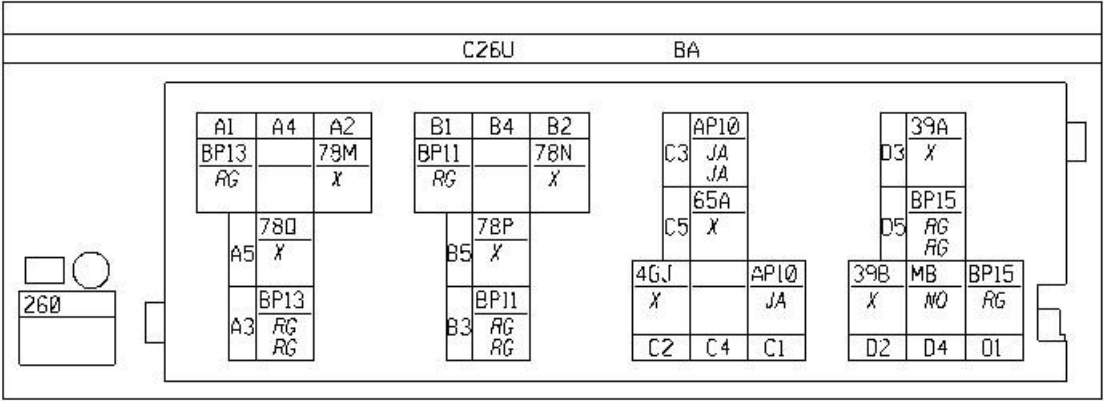 C26U BA
A1 A4 A2 B1 B4 B2
BP13 78M BP11 78N
RG X RG X
C3 AP10 D3 39A
JA X
JA
C5 65A D5 BP15
X RG
RG
A5 78Q B5 78P
X X
260
A3 BP13 B3 BP11
RG RG
RG RG
4GJ AP10 39B MB BP15
X JA X NO RG
C2 C4 C1 D2 D4 O1